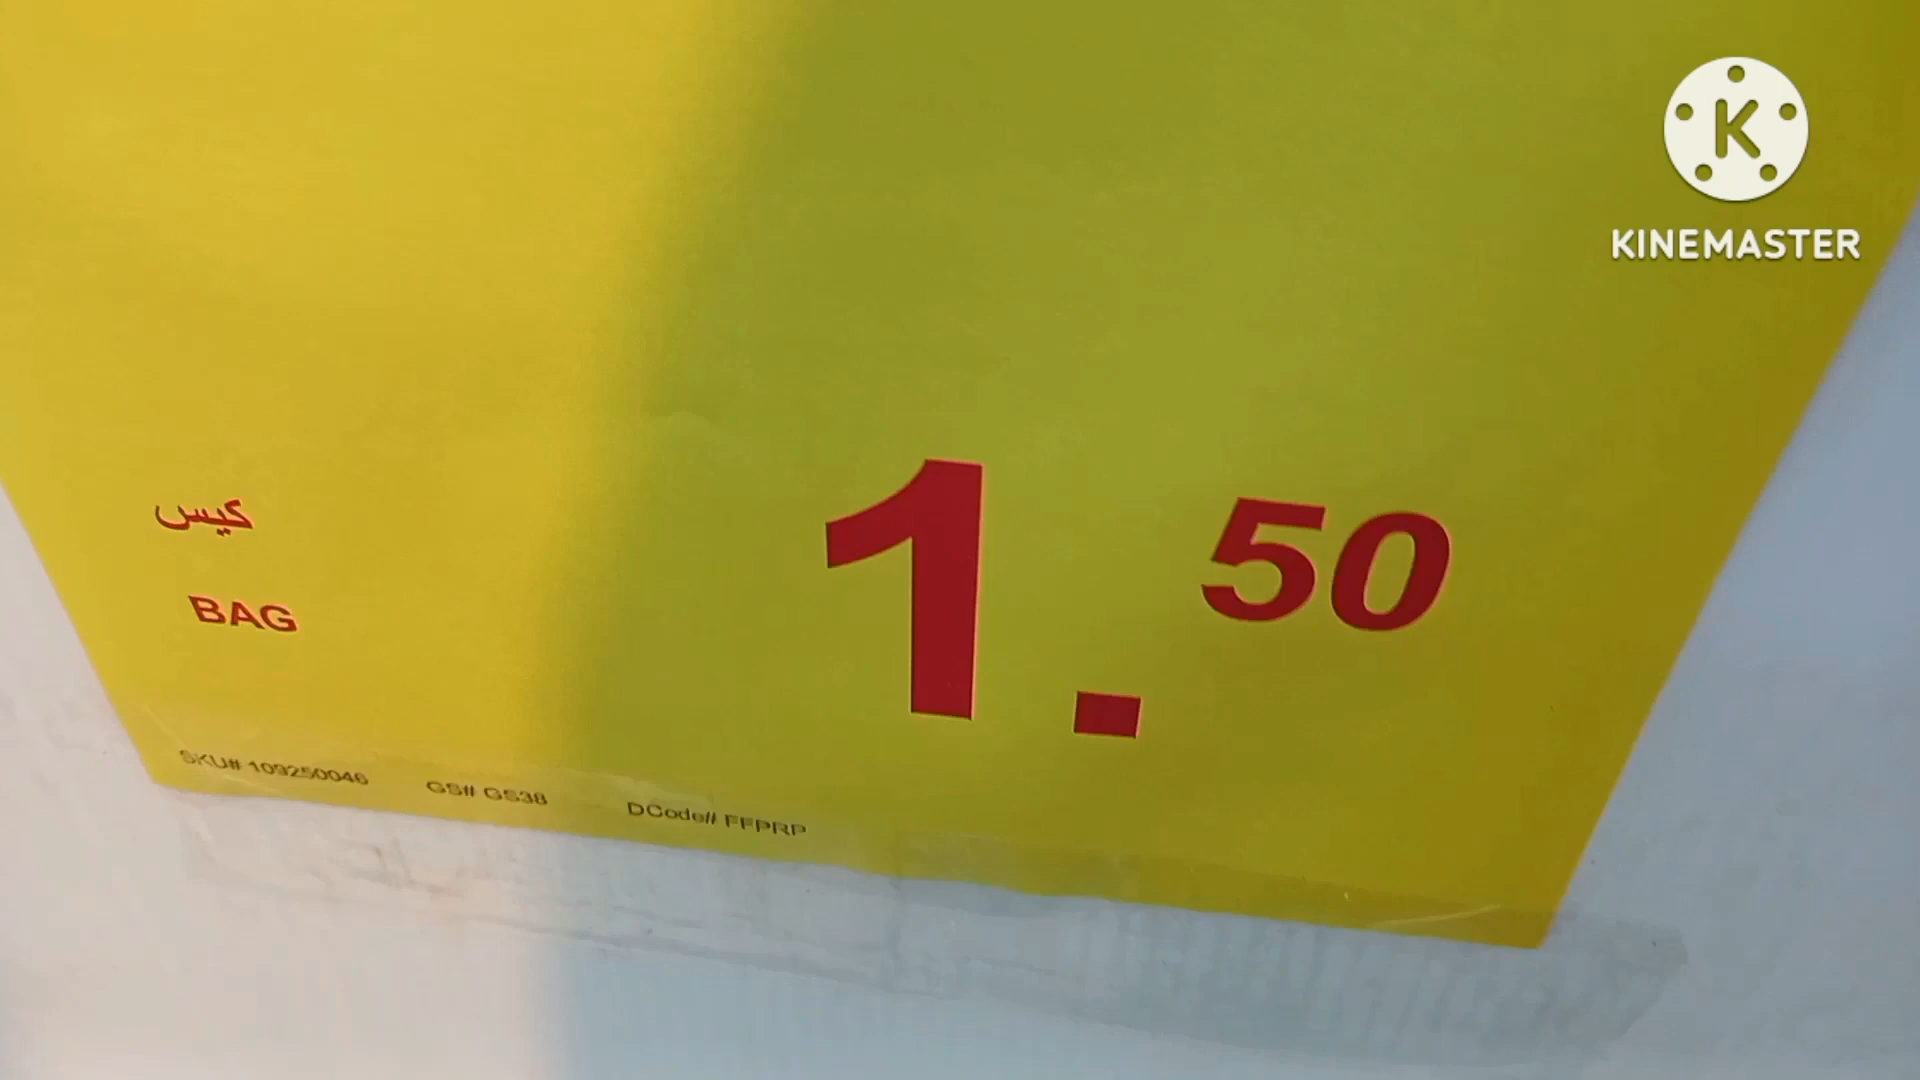 K
KINEMASTER
كيس
BAG
1.50
SKU# 109250046 GS# GS38 DCode# FFPRP